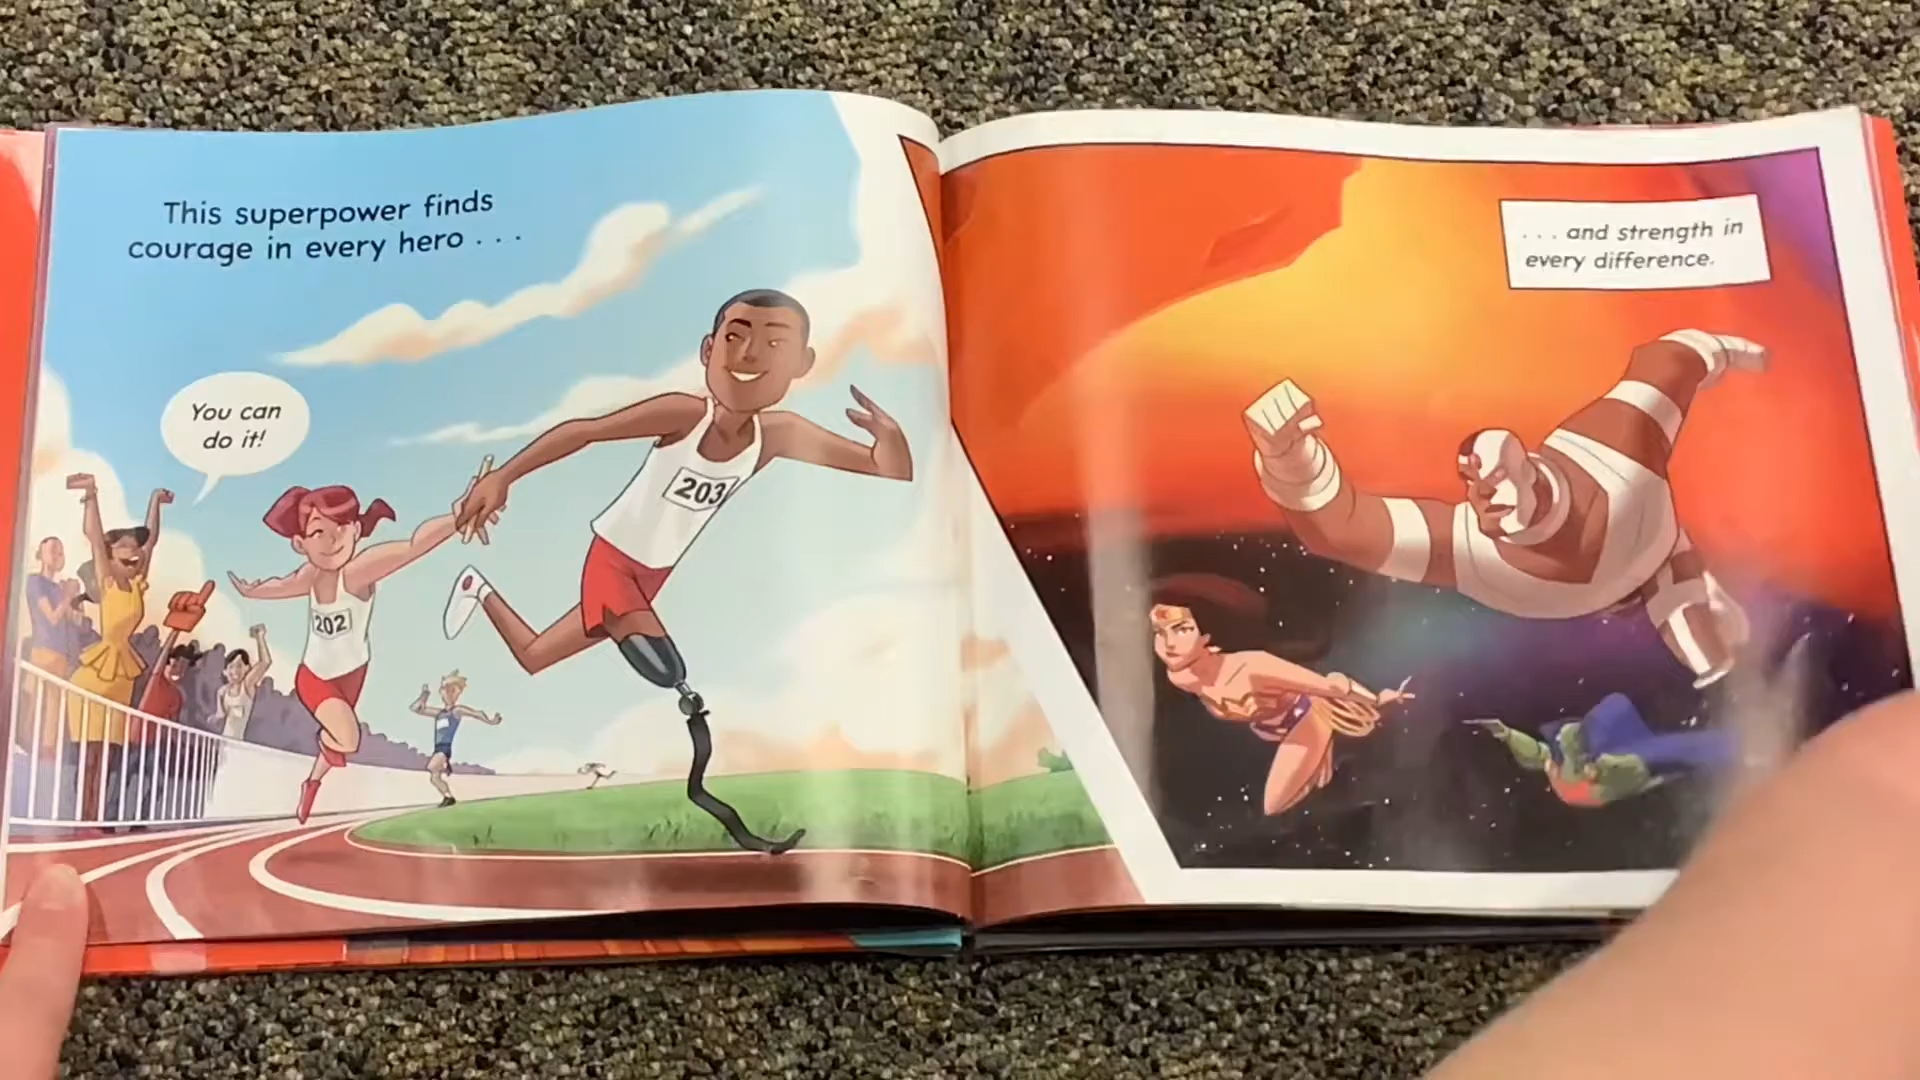 This superpower finds
courage in every hero . . .
You can
do it!
202
203
. . . and strength in
every difference.